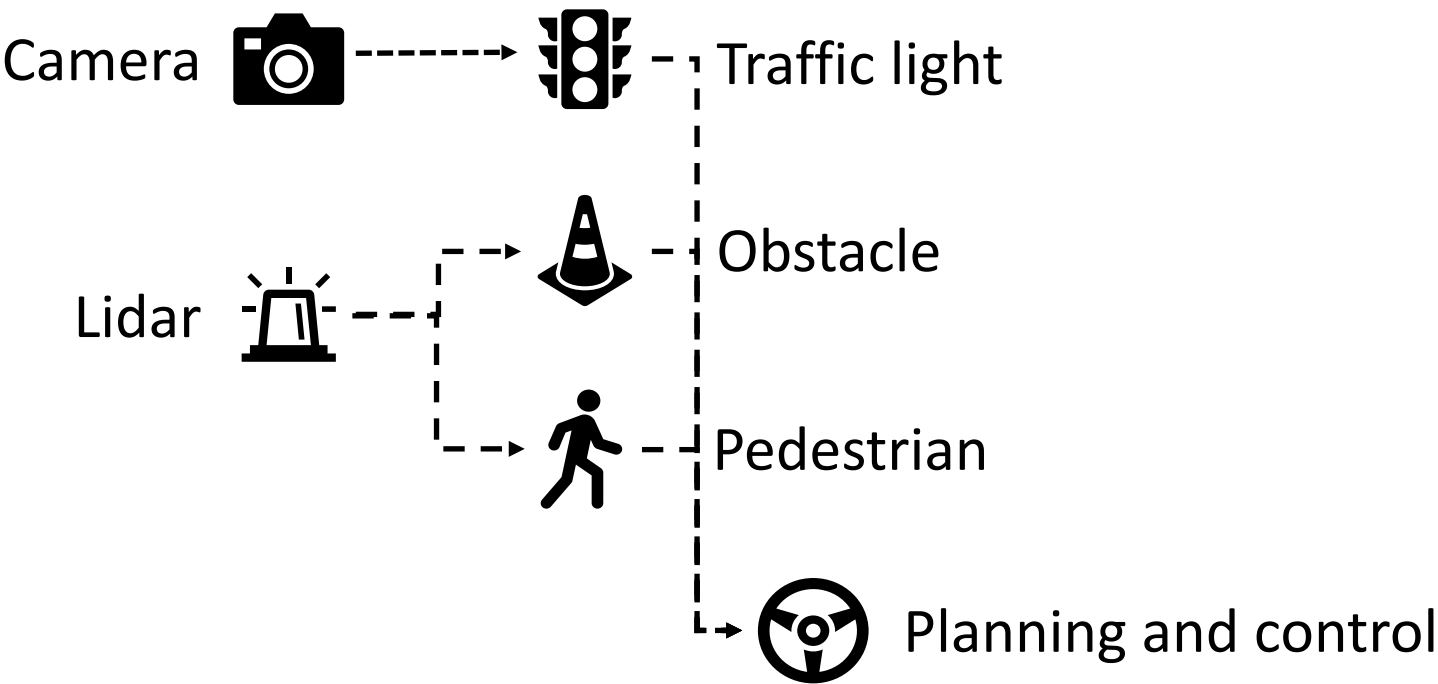 Camera
Traffic light
Obstacle
Lidar
Pedestrian
Planning and control